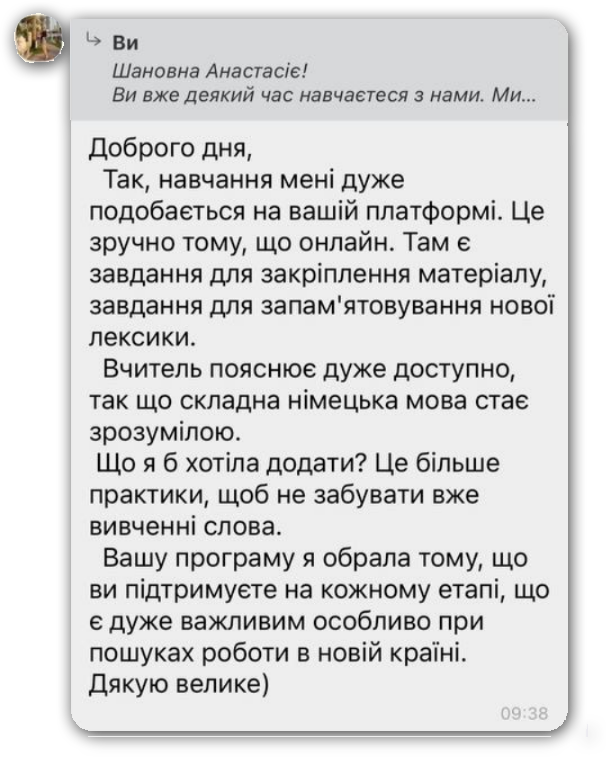 Ви
Шановна Анастасіє!
Ви вже деякий час навчаєтеся з нами. Ми...
Доброго дня,
Так, навчання мені дуже
подобається на вашій платформі. Це
зручно тому, що онлайн. Там є
завдання для закріплення матеріалу,
завдання для запам'ятовування нової
лексики.
Вчитель пояснює дуже доступно,
так що складна німецька мова стає
зрозумілою.
Що я б хотіла додати? Це більше
практики, щоб не забувати вже
вивченні слова.
Вашу програму я обрала тому, що
ви підтримуєте на кожному етапі, що
є дуже важливим особливо при
пошуках роботи в новій країні.
Дякую велике)
09:38